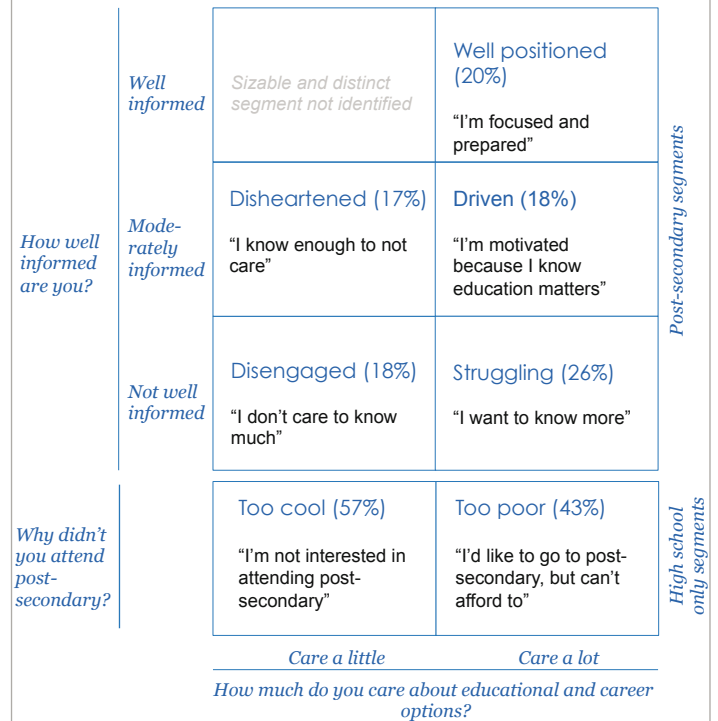 Well positioned
(20%)
“I’m focused and
prepared”
Well
informed
Sizable and distinct
segment not identified
Disheartened (17%)
“I know enough to not
care”
Driven (18%)
“I’m motivated
because I know
education matters”
Mode-
rately
informed
How well
informed
are you?
Post-secondary segments
Disengaged (18%)
“I don’t care to know
much”
Struggling (26%)
“I want to know more”
Not well
informed
Why didn’t
you attend
post-
secondary?
Too cool (57%)
“I’m not interested in
attending post-
secondary”
Too poor (43%)
“I’d like to go to post-
secondary, but can’t
afford to”
High school
only segments
Care a little
Care a lot
How much do you care about educational and career
options?